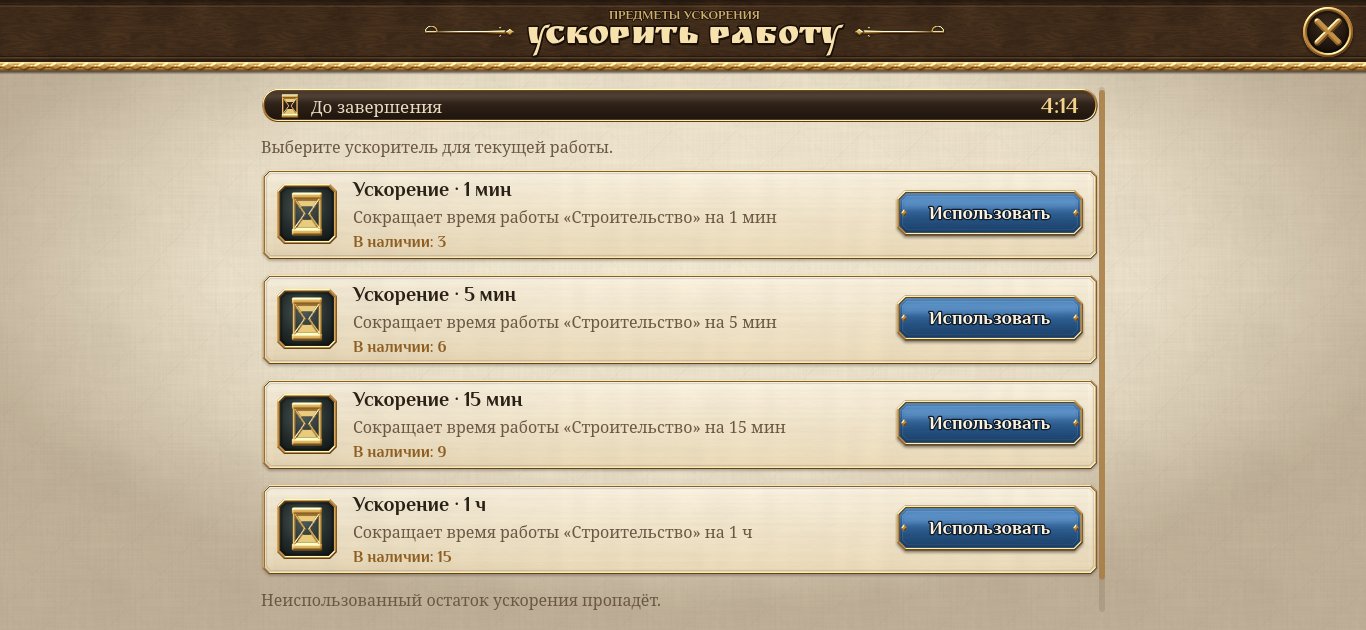 ПРЕДМЕТЫ УСКОРЕНИЯ
УСКОРИТЬ РАБОТУ
До завершения 4:14
Выберите ускоритель для текущей работы.
Ускорение · 1 мин
Сокращает время работы «Строительство» на 1 мин
В наличии: 3
Использовать
Ускорение · 5 мин
Сокращает время работы «Строительство» на 5 мин
В наличии: 6
Использовать
Ускорение · 15 мин
Сокращает время работы «Строительство» на 15 мин
В наличии: 9
Использовать
Ускорение · 1 ч
Сокращает время работы «Строительство» на 1 ч
В наличии: 15
Использовать
Неиспользованный остаток ускорения пропадёт.